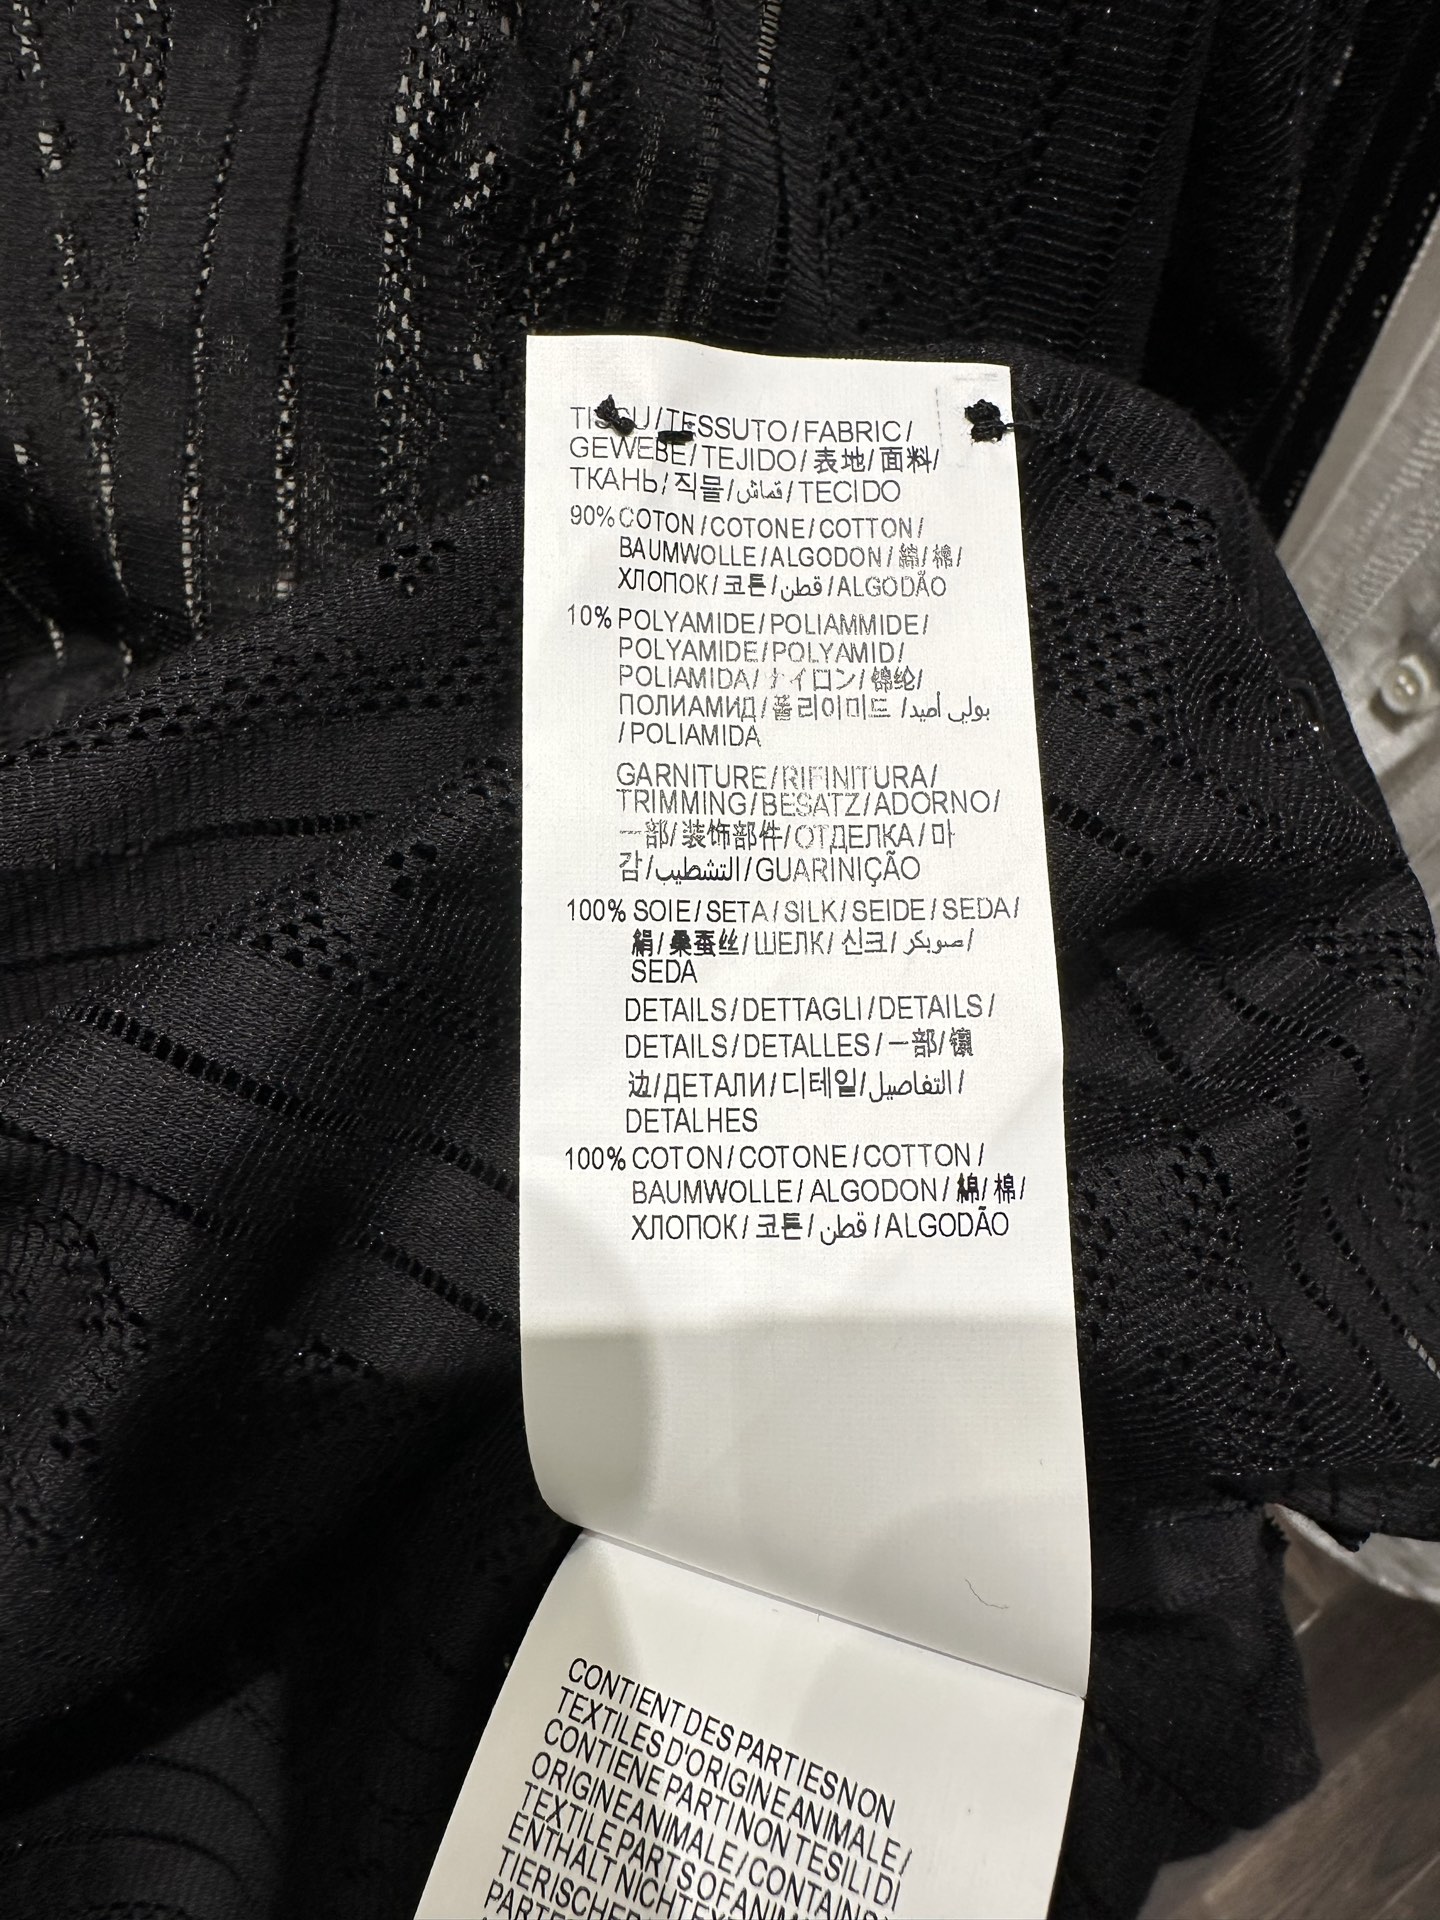 TISSU/TESSUTO/FABRIC/
GEWEBE/TEJIDO/表地/面料/
ТКАНЬ/직물/قماش/TECIDO
90% COTON/COTONE/COTTON/
BAUMWOLLE/ALGODON/綿/棉/
ХЛОПОК/코튼/قطن/ALGODÃO
10% POLYAMIDE/POLIAMMIDE/
POLYAMIDE/POLYAMID/
POLIAMIDA/ナイロン/锦纶/
ПОЛИАМИД/폴리아미드/بولي أميد
/POLIAMIDA
GARNITURE/RIFINITURA/
TRIMMING/BESATZ/ADORNO/
一部/装饰部件/ОТДЕЛКА/마
감/التشطيب/GUARINIÇÃO
100% SOIE/SETA/SILK/SEIDE/SEDA/
絹/桑蚕丝/ШЕЛК/신크/صوبكر/
SEDA
DETAILS/DETTAGLI/DETAILS/
DETAILS/DETALLES/一部/镶
边/ДЕТАЛИ/디테일/التفاصيل/
DETALHES
100% COTON/COTONE/COTTON/
BAUMWOLLE/ALGODON/綿/棉/
ХЛОПОК/코튼/قطن/ALGODÃO
CONTIENT DES PARTIES NON
TEXTILES D'ORIGINE ANIMALE/
CONTIENE PARTI NON TESILI DI
ORIGINE ANIMALE/CONTAINS
TEXTILE PARTS OF ANIMAL
ENTHÄLT NICHT
TIERISCHER